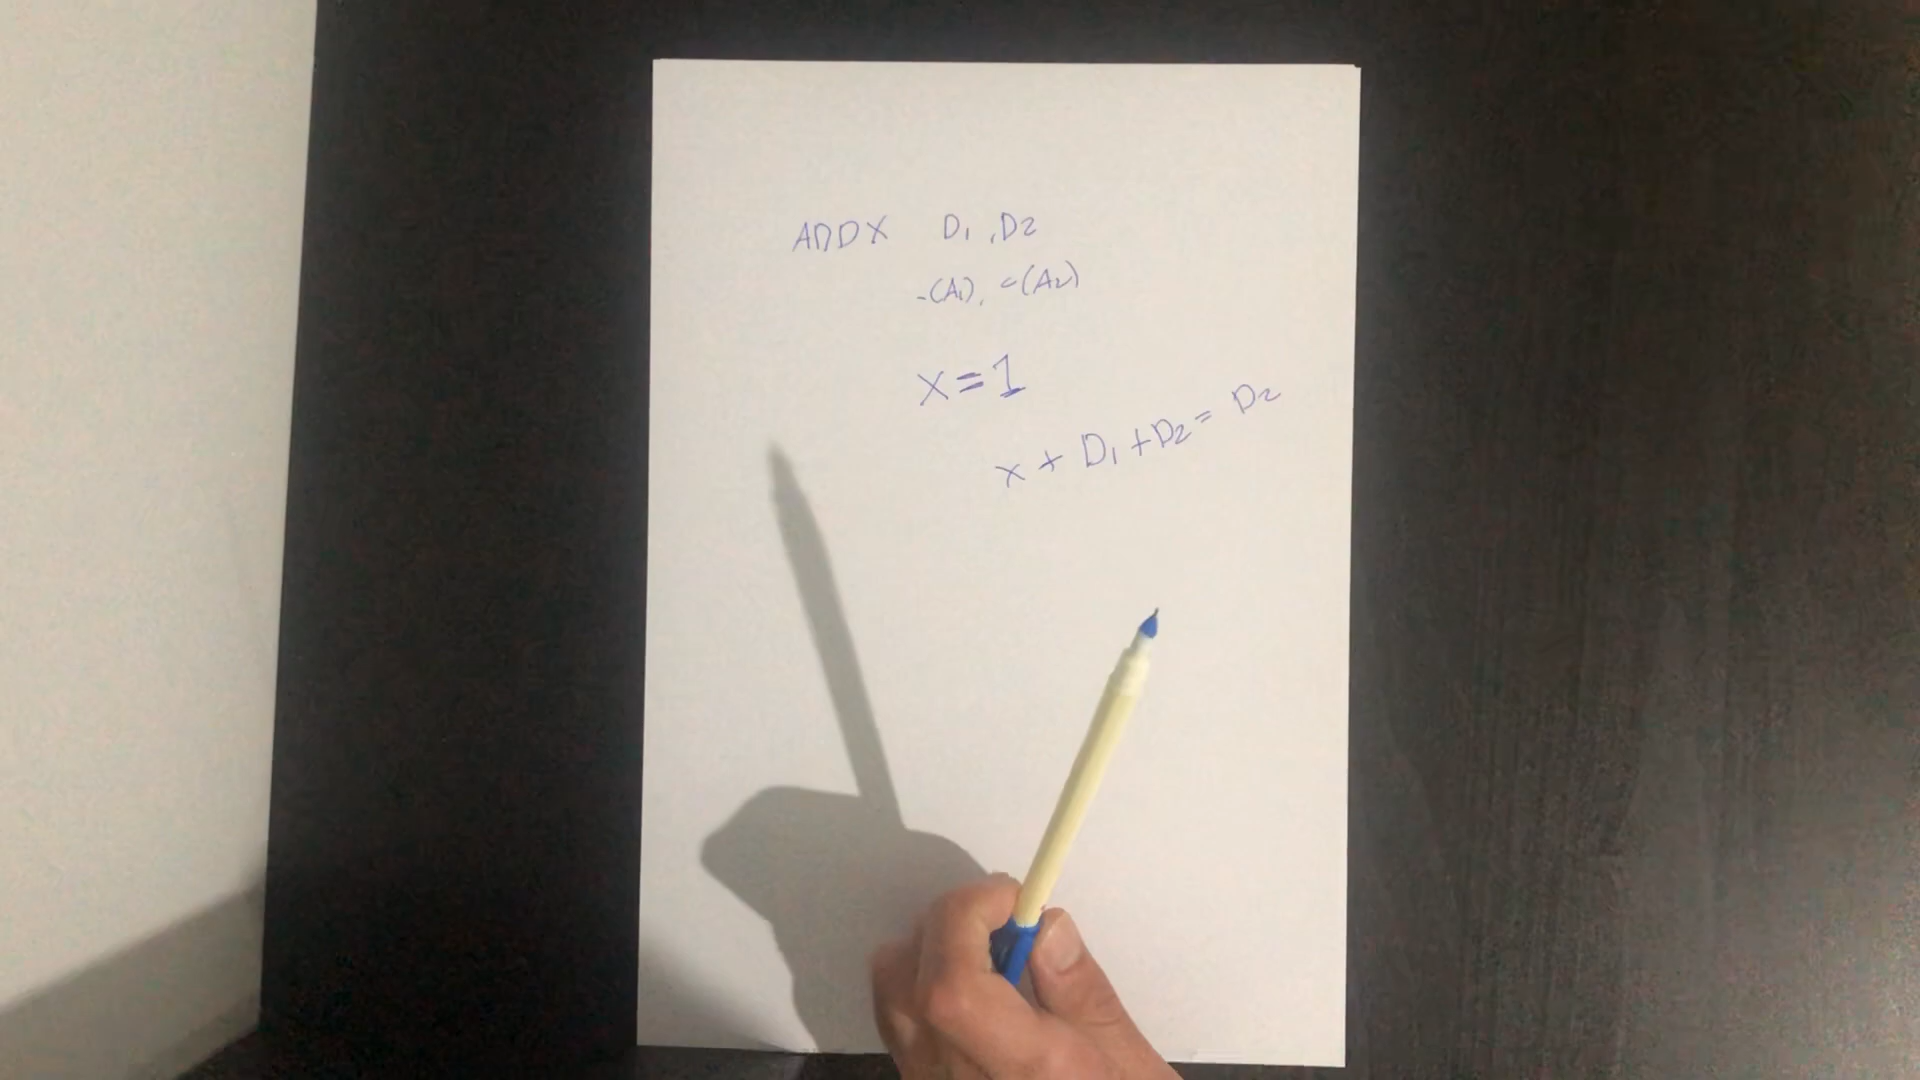 ADDX D1, D2
-(A1), -(A2)
X=1
x + D1 + D2 = D2